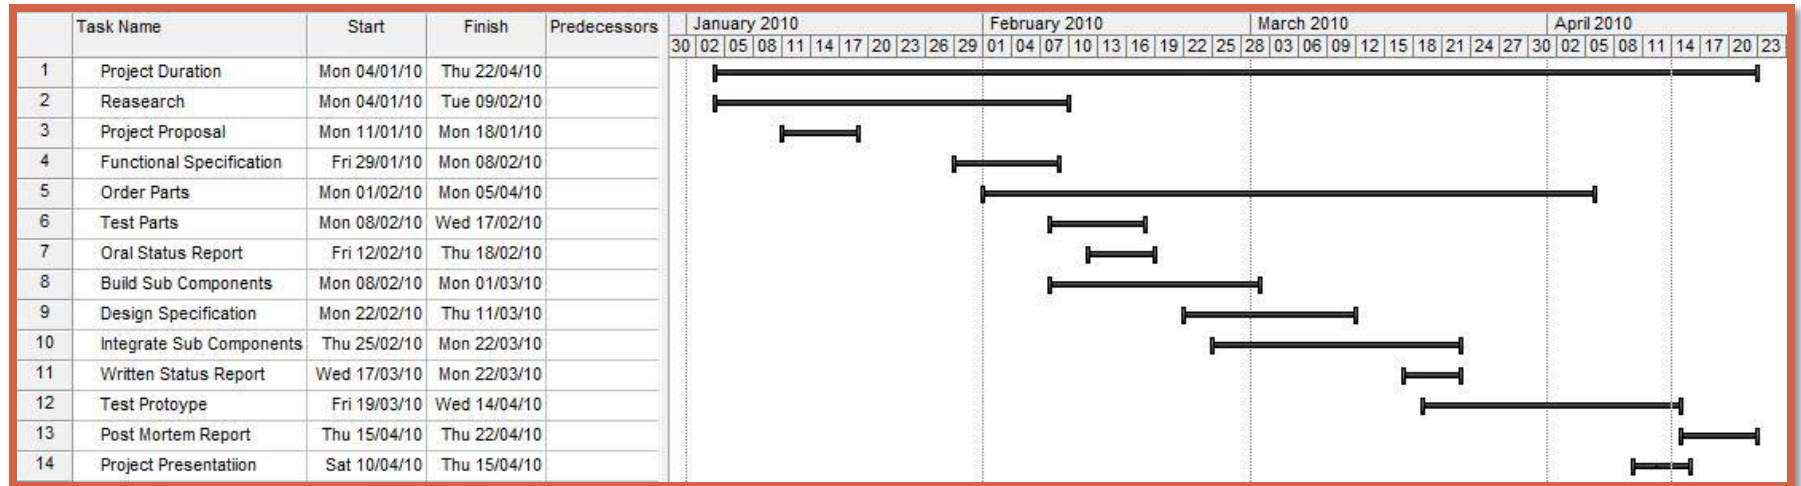 Task Name Start Finish Predecessors January 2010 February 2010 March 2010 April 2010
30 02 05 08 11 14 17 20 23 26 29 01 04 07 10 13 16 19 22 25 28 03 06 09 12 15 18 21 24 27 30 02 05 08 11 14 17 20 23
1 Project Duration Mon 04/01/10 Thu 22/04/10
2 Reasearch Mon 04/01/10 Tue 09/02/10
3 Project Proposal Mon 11/01/10 Mon 18/01/10
4 Functional Specification Fri 29/01/10 Mon 08/02/10
5 Order Parts Mon 01/02/10 Mon 05/04/10
6 Test Parts Mon 08/02/10 Wed 17/02/10
7 Oral Status Report Fri 12/02/10 Thu 18/02/10
8 Build Sub Components Mon 08/02/10 Mon 01/03/10
9 Design Specification Mon 22/02/10 Thu 11/03/10
10 Integrate Sub Components Thu 25/02/10 Mon 22/03/10
11 Written Status Report Wed 17/03/10 Mon 22/03/10
12 Test Protoype Fri 19/03/10 Wed 14/04/10
13 Post Mortem Report Thu 15/04/10 Thu 22/04/10
14 Project Presentatiion Sat 10/04/10 Thu 15/04/10